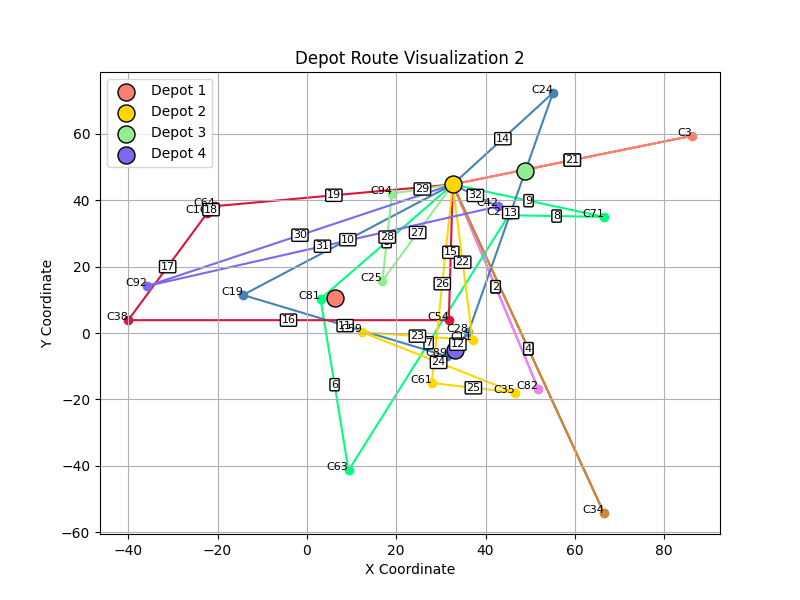 Depot Route Visualization 2
Depot 1
Depot 2
Depot 3
Depot 4
Y Coordinate
60
40
20
0
−20
−40
−60
−40
−20
0
20
40
60
80
X Coordinate
C24
C3
C94
C64
C42
C71
C25
C92
C19
C81
C38
C54
C28
C89
C61
C35
C82
C63
C34
14
21
29
32
19
9
13
8
30
28
27
31
10
15
22
17
26
2
16
11
23
7
12
4
24
6
25
18